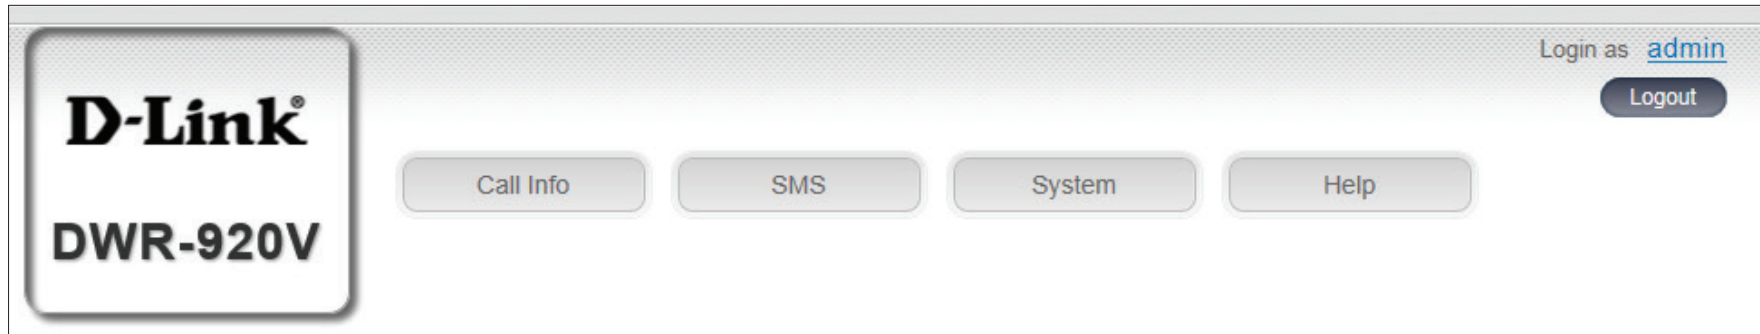 Login as admin
Logout
D-Link®
DWR-920V
Call Info
SMS
System
Help